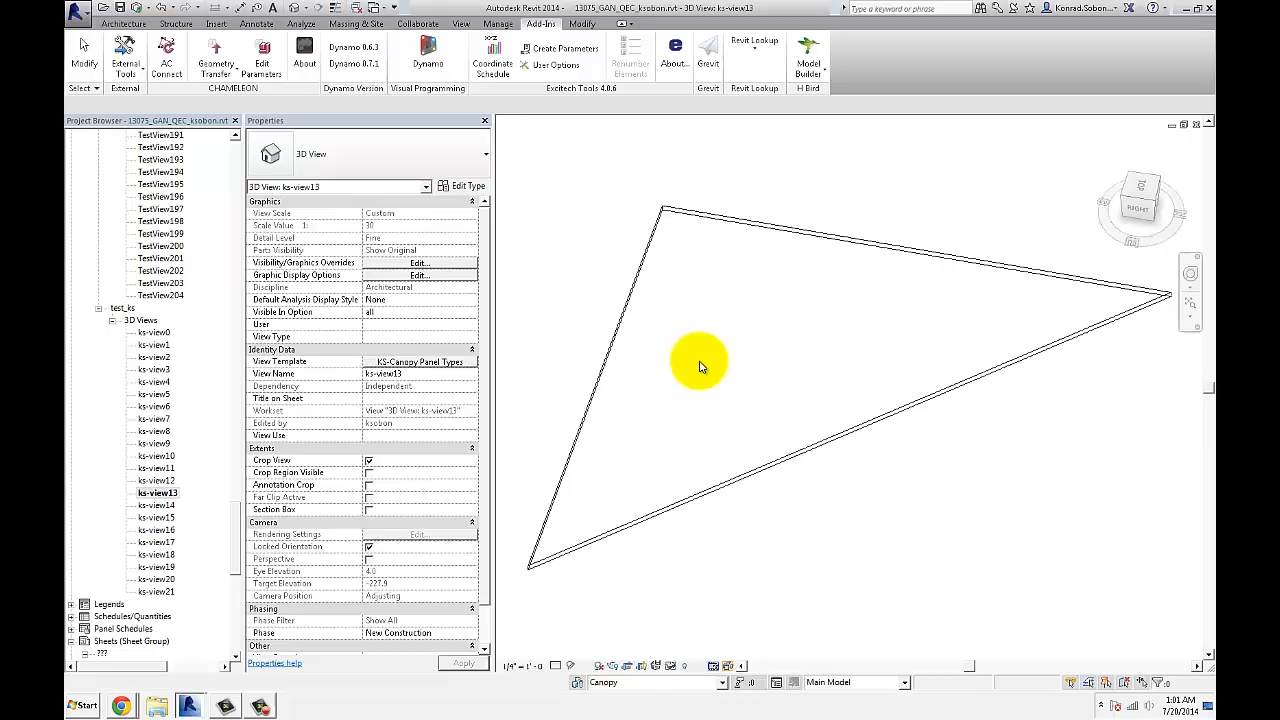 Autodesk Revit 2014 - 13075_GAN_QEC_ksobon.rvt - 3D View: ks-view13
Type a keyword or phrase
Konrad.Sobon...
Architecture Structure Insert Annotate Analyze Massing & Site Collaborate View Manage Add-Ins Modify
Modify
External
Tools
AC
Connect
Geometry
Transfer
Edit
Parameters
About
Dynamo 0.6.3
Dynamo 0.7.1
Dynamo
Coordinate
Schedule
Create Parameters
User Options
Renumber
Elements
About...
Grevit
Revit Lookup
Model
Builder
Select External CHAMELEON Dynamo Version Visual Programming Excitech Tools 4.0.6 Grevit Revit Lookup H Bird
Project Browser - 13075_GAN_QEC_ksobon.rvt
TestView191
TestView192
TestView193
TestView194
TestView195
TestView196
TestView197
TestView198
TestView199
TestView200
TestView201
TestView202
TestView203
TestView204
test_ks
3D Views
ks-view0
ks-view1
ks-view2
ks-view3
ks-view4
ks-view5
ks-view6
ks-view7
ks-view8
ks-view9
ks-view10
ks-view11
ks-view12
ks-view13
ks-view14
ks-view15
ks-view16
ks-view17
ks-view18
ks-view19
ks-view20
ks-view21
Legends
Schedules/Quantities
Panel Schedules
Sheets (Sheet Group)
???
Properties
3D View
3D View: ks-view13 Edit Type
Graphics
View Scale Custom
Scale Value 1: 30
Detail Level Fine
Parts Visibility Show Original
Visibility/Graphics Overrides Edit...
Graphic Display Options Edit...
Discipline Architectural
Default Analysis Display Style None
Visible In Option all
User
View Type
Identity Data
View Template KS-Canopy Panel Types
View Name ks-view13
Dependency Independent
Title on Sheet
Workset View "3D View: ks-view13"
Edited by ksobon
View Use
Extents
Crop View
Crop Region Visible
Annotation Crop
Far Clip Active
Section Box
Camera
Rendering Settings Edit...
Locked Orientation
Perspective
Eye Elevation 4.0
Target Elevation -227.9
Camera Position Adjusting
Phasing
Phase Filter Show All
Phase New Construction
Other
Properties help Apply
TOP
RIGHT
1/4" = 1'-0"
Canopy :0 Main Model :0
Start
1:01 AM
7/20/2014